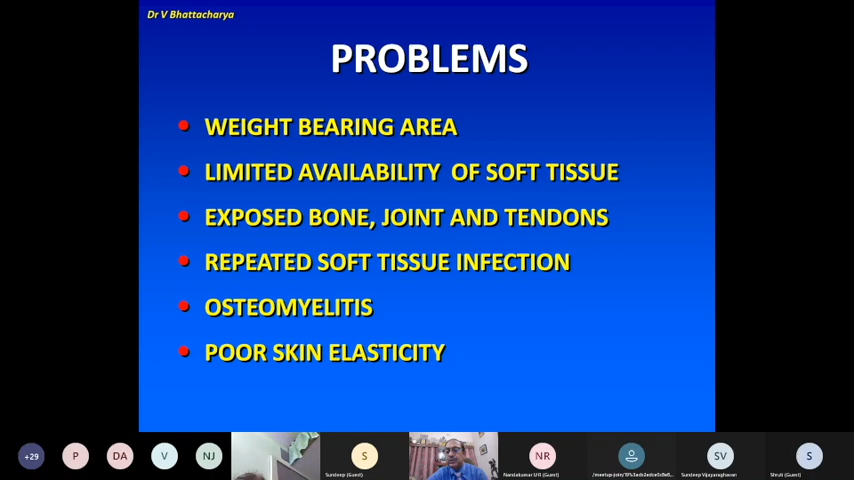 Dr V Bhattacharya
PROBLEMS
• WEIGHT BEARING AREA
• LIMITED AVAILABILITY OF SOFT TISSUE
• EXPOSED BONE, JOINT AND TENDONS
• REPEATED SOFT TISSUE INFECTION
• OSTEOMYELITIS
• POOR SKIN ELASTICITY
+29
P
DA
V
NJ
S
NR
SV
S
Sundeep (Guest)
Nandakumar U R (Guest)
Sundeep Vijayaraghavan
Shruti (Guest)